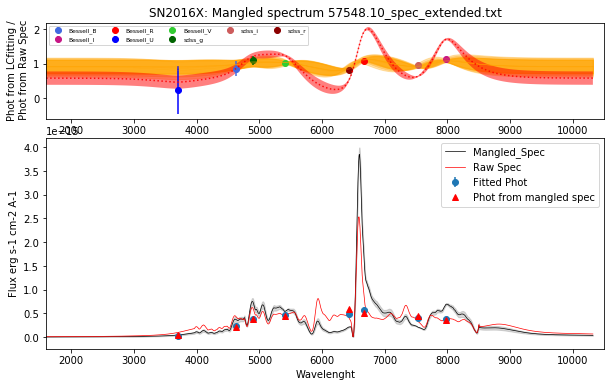 SN2016X: Mangled spectrum 57548.10_spec_extended.txt
Phot from LCfitting /
Phot from Raw Spec
2
1
0
Bessell_B Bessell_R Bessell_V sdss_i sdss_r
Bessell_I Bessell_U sdss_g
2000 3000 4000 5000 6000 7000 8000 9000 10000
1e−15
Flux erg s-1 cm-2 A-1
4.0
3.5
3.0
2.5
2.0
1.5
1.0
0.5
0.0
Mangled_Spec
Raw Spec
Fitted Phot
Phot from mangled spec
2000 3000 4000 5000 6000 7000 8000 9000 10000
Wavelenght